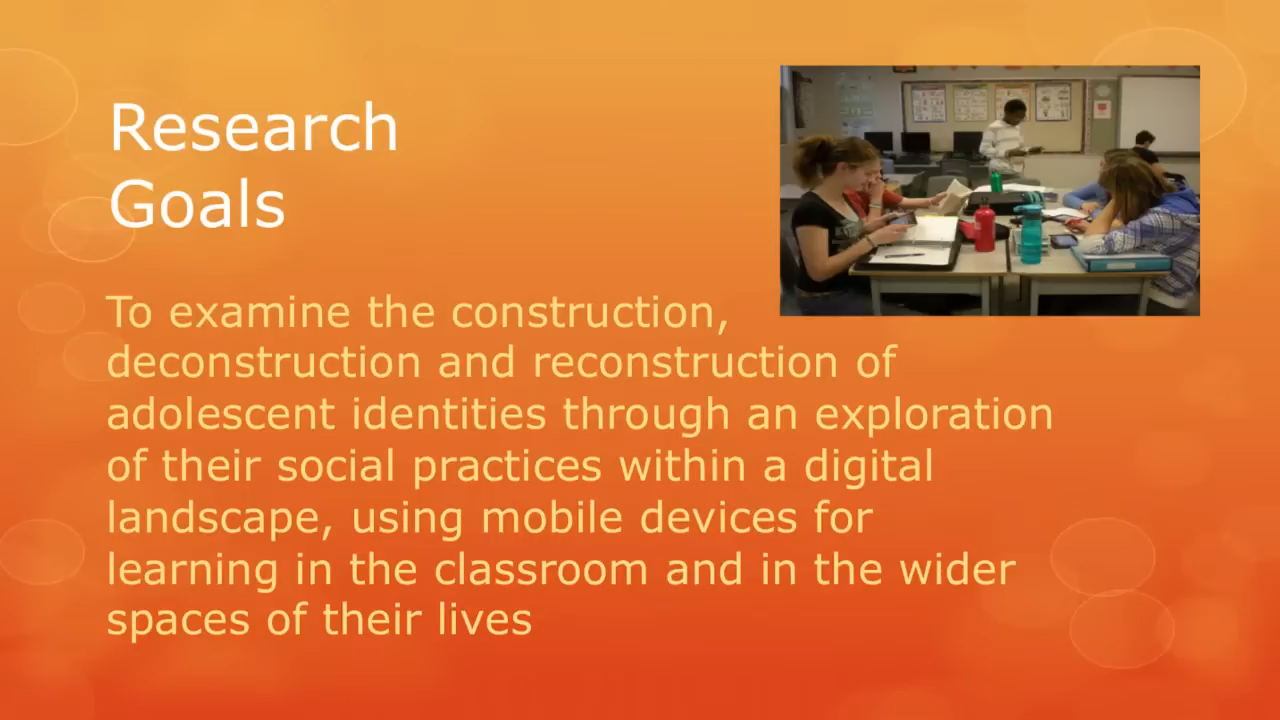 Research
Goals
To examine the construction,
deconstruction and reconstruction of
adolescent identities through an exploration
of their social practices within a digital
landscape, using mobile devices for
learning in the classroom and in the wider
spaces of their lives